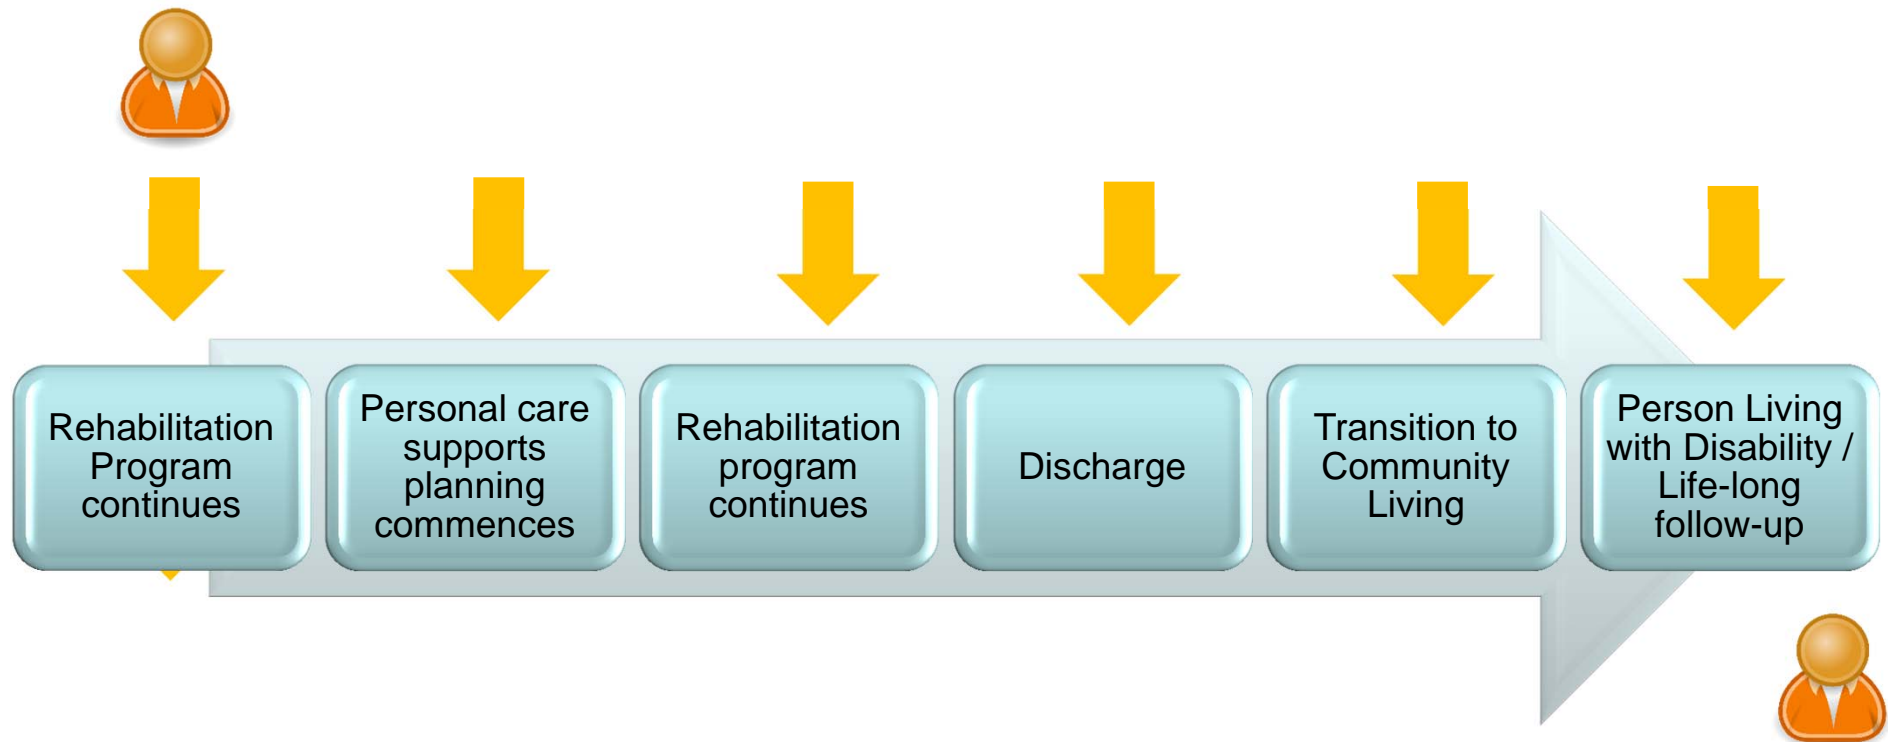 Rehabilitation
Program
continues
Personal care
supports
planning
commences
Rehabilitation
program
continues
Discharge
Transition to
Community
Living
Person Living
with Disability /
Life-long
follow-up